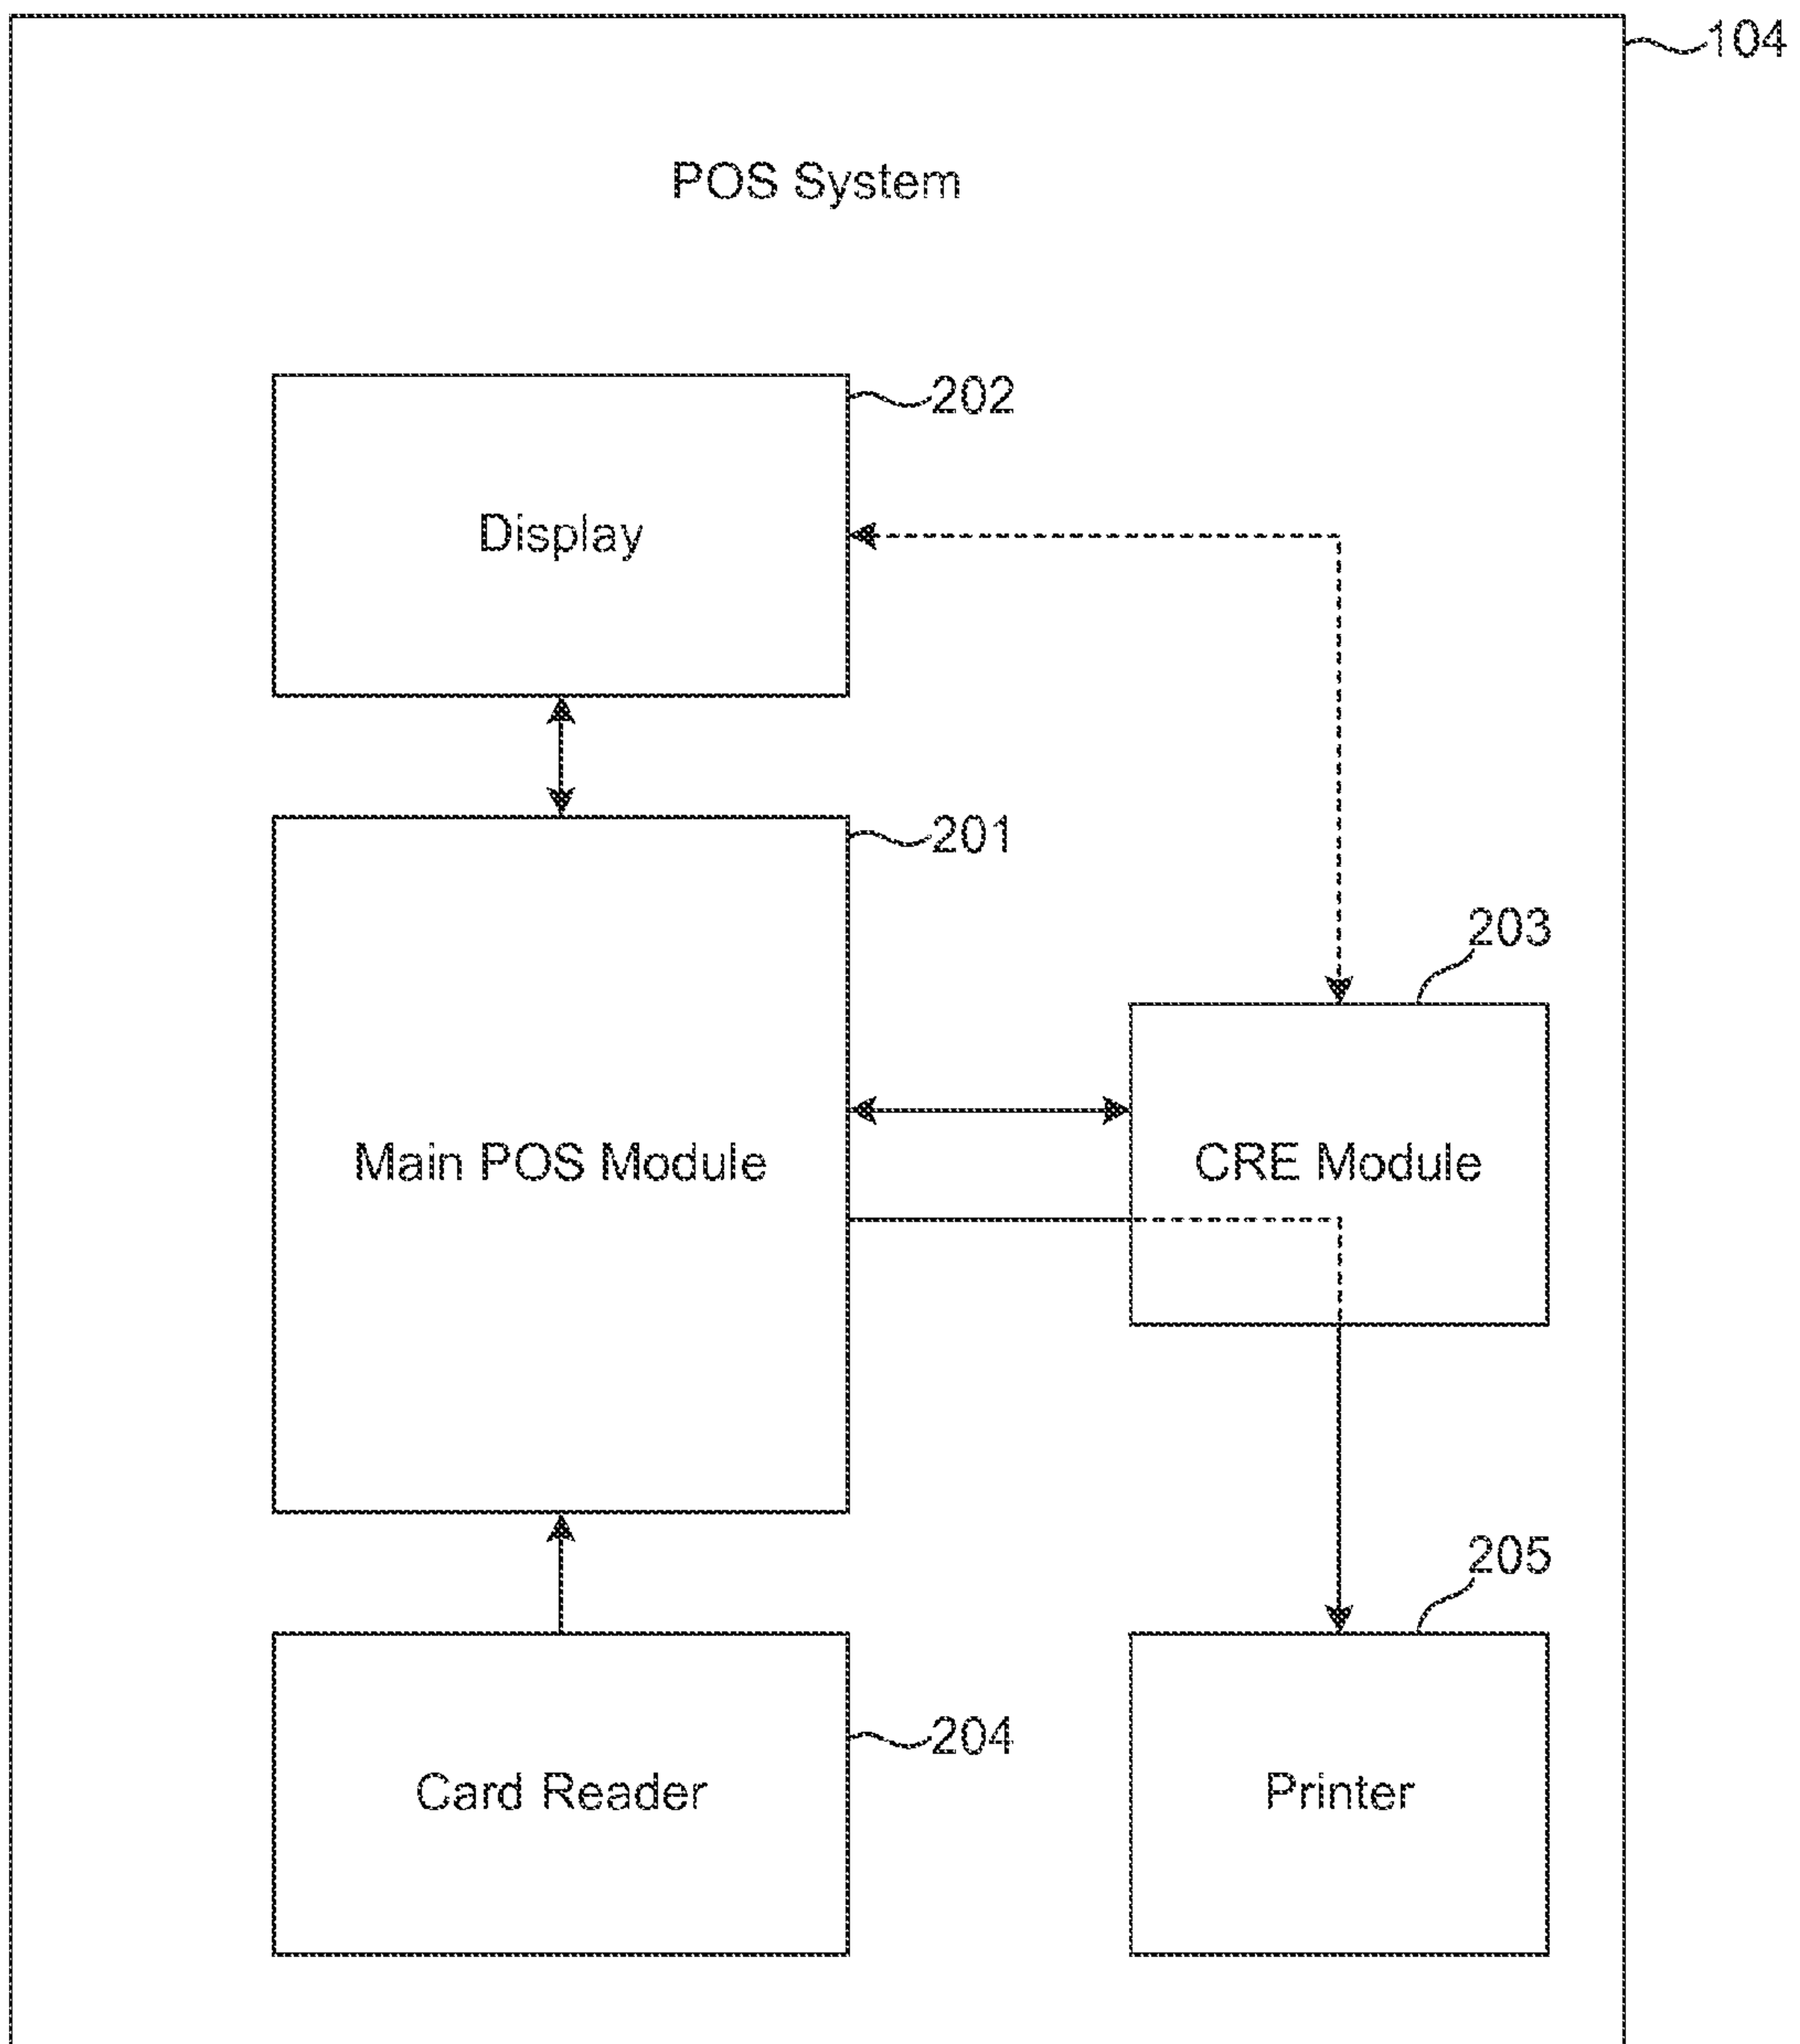 104
POS System
202
Display
201
203
Main POS Module
CRE Module
205
204
Card Reader
Printer